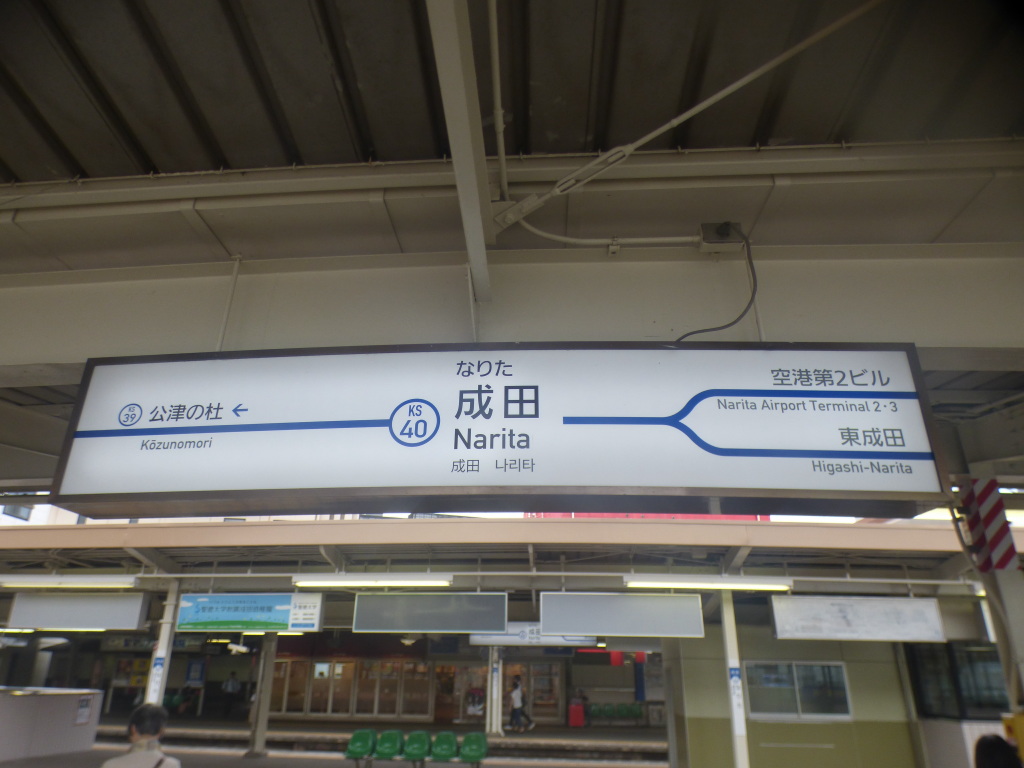 KS
39
公津の杜 ←
Kōzunomori
KS
40
なりた
成田
Narita
成田 나리타
空港第2ビル
Narita Airport Terminal 2・3
東成田
Higashi-Narita